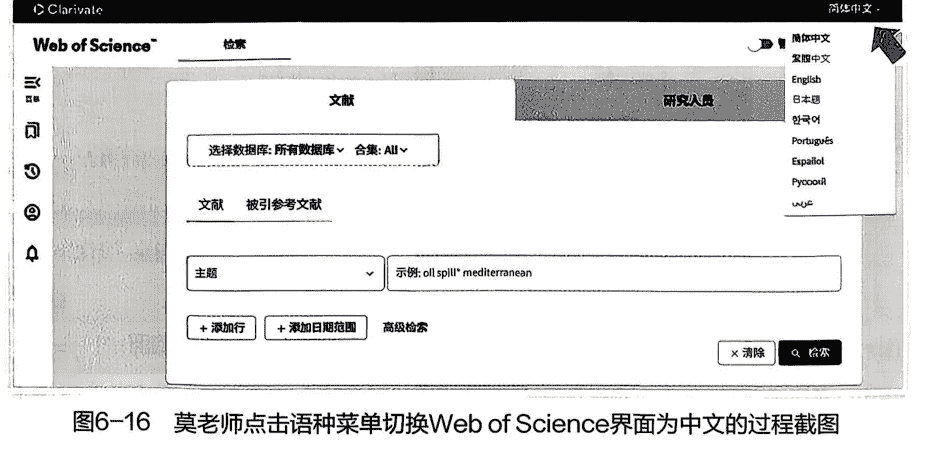 Clarivate
简体中文
Web of Science™
检索
简体中文
繁體中文
English
日本語
한국어
Português
Español
Русский
عربي
菜单
文献
研究人员
选择数据库: 所有数据库 合集: All
文献 被引参考文献
主题
示例: oil spill* mediterranean
+ 添加行
+ 添加日期范围
高级检索
× 清除
检索
图6-16 莫老师点击语种菜单切换Web of Science界面为中文的过程截图